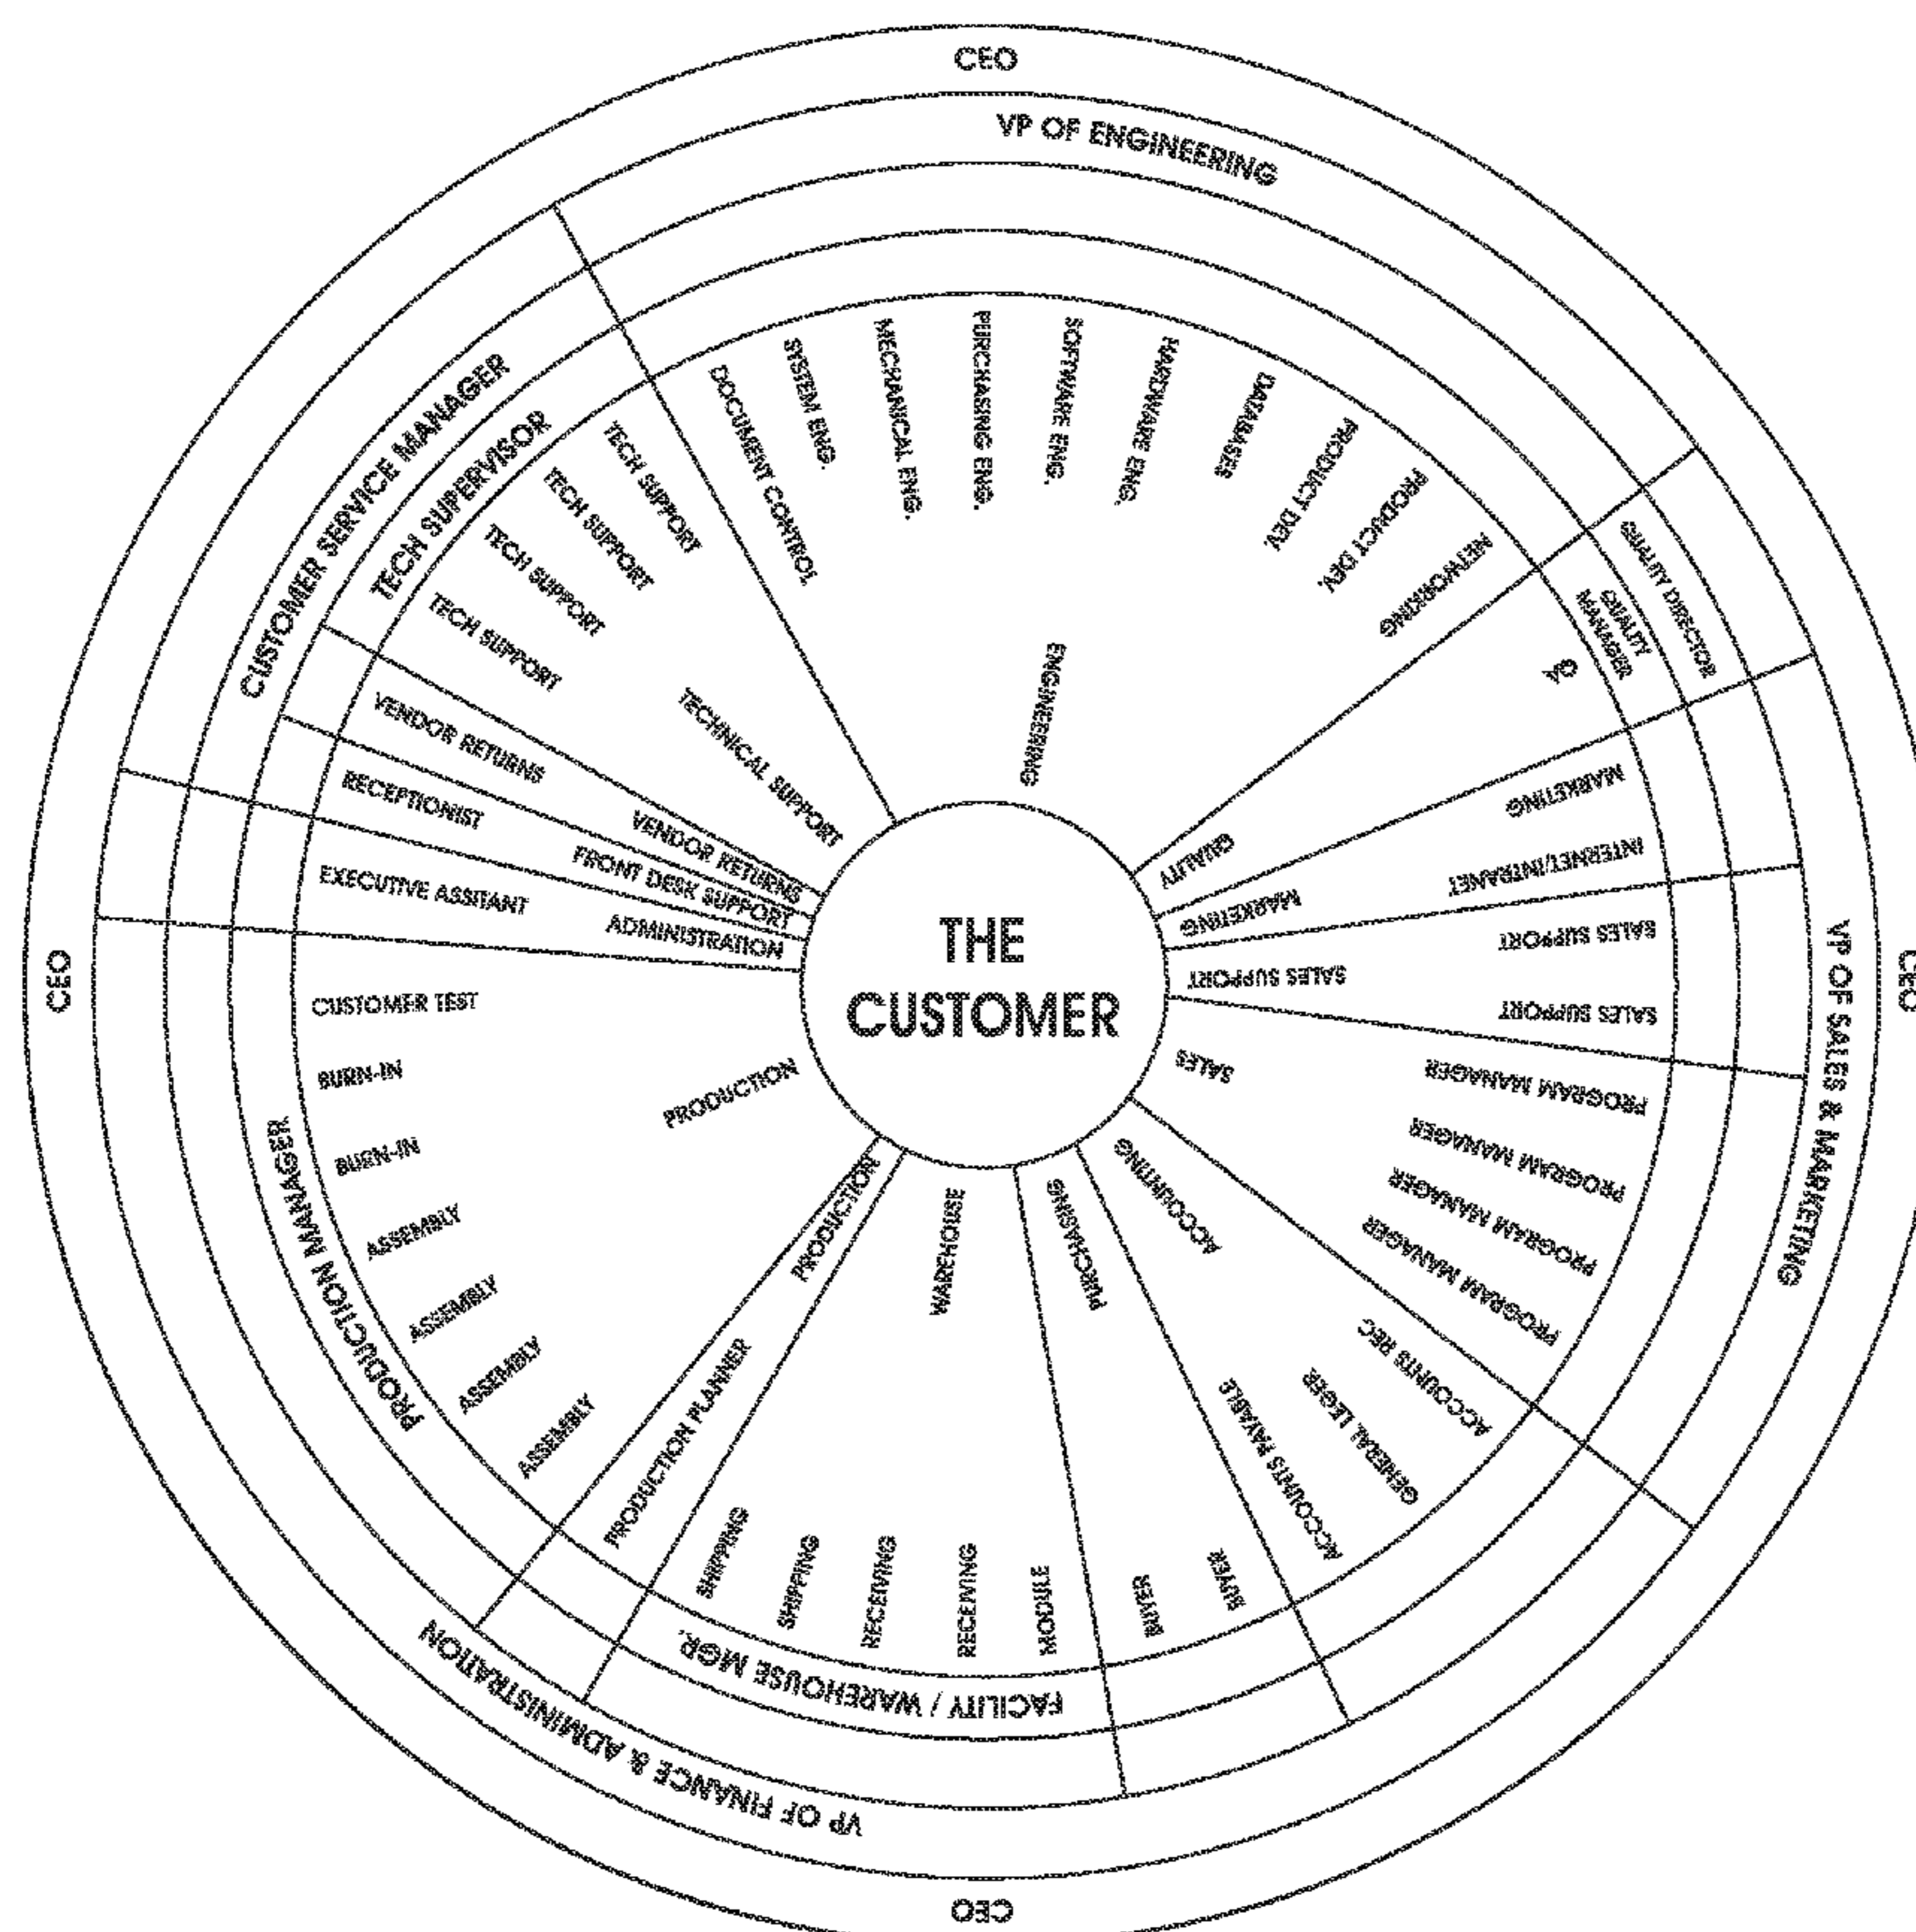 CEO
VP OF ENGINEERING
DOCUMENT CONTROL
SYSTEM ENG.
MECHANICAL ENG.
PURCHASING ENG.
SOFTWARE ENG.
HARDWARE ENG.
DATABASES
PRODUCT DEV.
PRODUCT DEV.
NETWORKING
ENGINEERING
QUALITY DIRECTOR
QUALITY
MANAGER
QA
QUALITY
MARKETING
INTERNET/INTRANET
MARKETING
SALES SUPPORT
SALES SUPPORT
SALES SUPPORT
VP OF SALES & MARKETING
CEO
PROGRAM MANAGER
PROGRAM MANAGER
PROGRAM MANAGER
PROGRAM MANAGER
SALES
ACCOUNTS REC.
GENERAL LEGER
ACCOUNTS PAYABLE
ACCOUNTING
BUYER
BUYER
PURCHASING
MODULE
RECEIVING
RECEIVING
SHIPPING
SHIPPING
WAREHOUSE
FACILITY / WAREHOUSE MGR.
VP OF FINANCE & ADMINISTRATION
CEO
PRODUCTION PLANNER
PRODUCTION
ASSEMBLY
ASSEMBLY
ASSEMBLY
ASSEMBLY
BURN-IN
BURN-IN
CUSTOMER TEST
PRODUCTION
PRODUCTION MANAGER
CEO
EXECUTIVE ASSITANT
ADMINISTRATION
RECEPTIONIST
FRONT DESK SUPPORT
VENDOR RETURNS
VENDOR RETURNS
TECH SUPPORT
TECH SUPPORT
TECH SUPPORT
TECH SUPPORT
TECHNICAL SUPPORT
TECH SUPERVISOR
CUSTOMER SERVICE MANAGER
THE
CUSTOMER